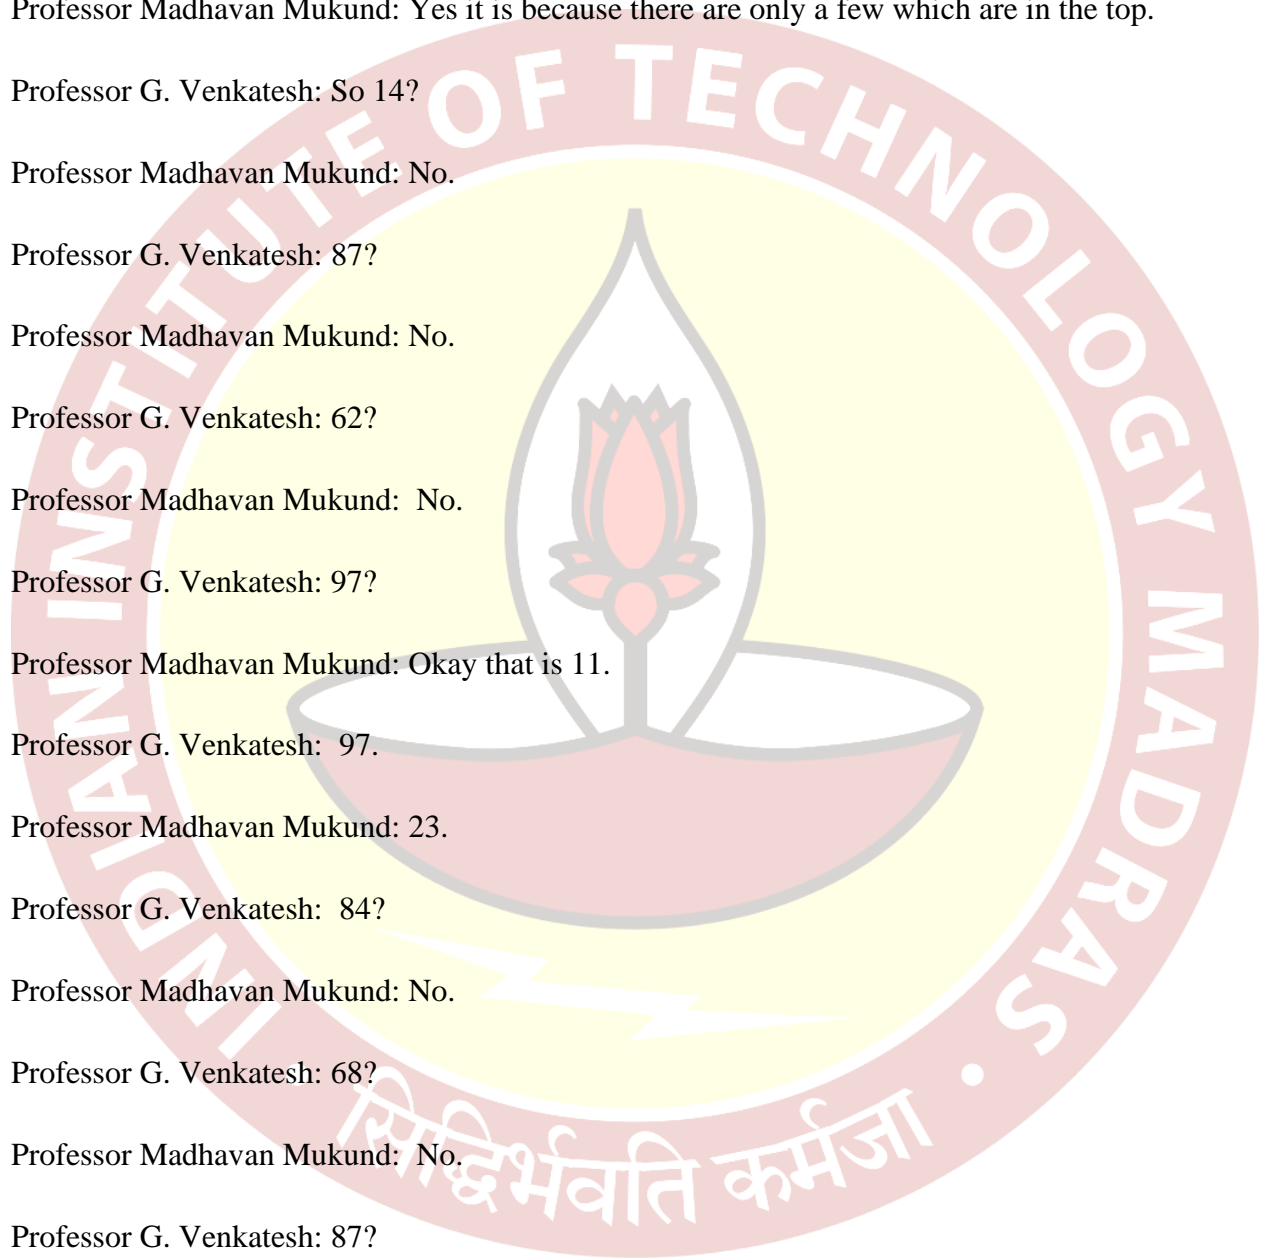 Professor Madhavan Mukund: Yes it is because there are only a few which are in the top.
Professor G. Venkatesh: So 14?
Professor Madhavan Mukund: No.
Professor G. Venkatesh: 87?
Professor Madhavan Mukund: No.
Professor G. Venkatesh: 62?
Professor Madhavan Mukund:  No.
Professor G. Venkatesh: 97?
Professor Madhavan Mukund: Okay that is 11.
Professor G. Venkatesh:  97.
Professor Madhavan Mukund: 23.
Professor G. Venkatesh:  84?
Professor Madhavan Mukund: No.
Professor G. Venkatesh: 68?
Professor Madhavan Mukund:  No.
Professor G. Venkatesh: 87?
INDIAN INSTITUTE OF TECHNOLOGY MADRAS
सिद्धिर्भवति कर्मजा